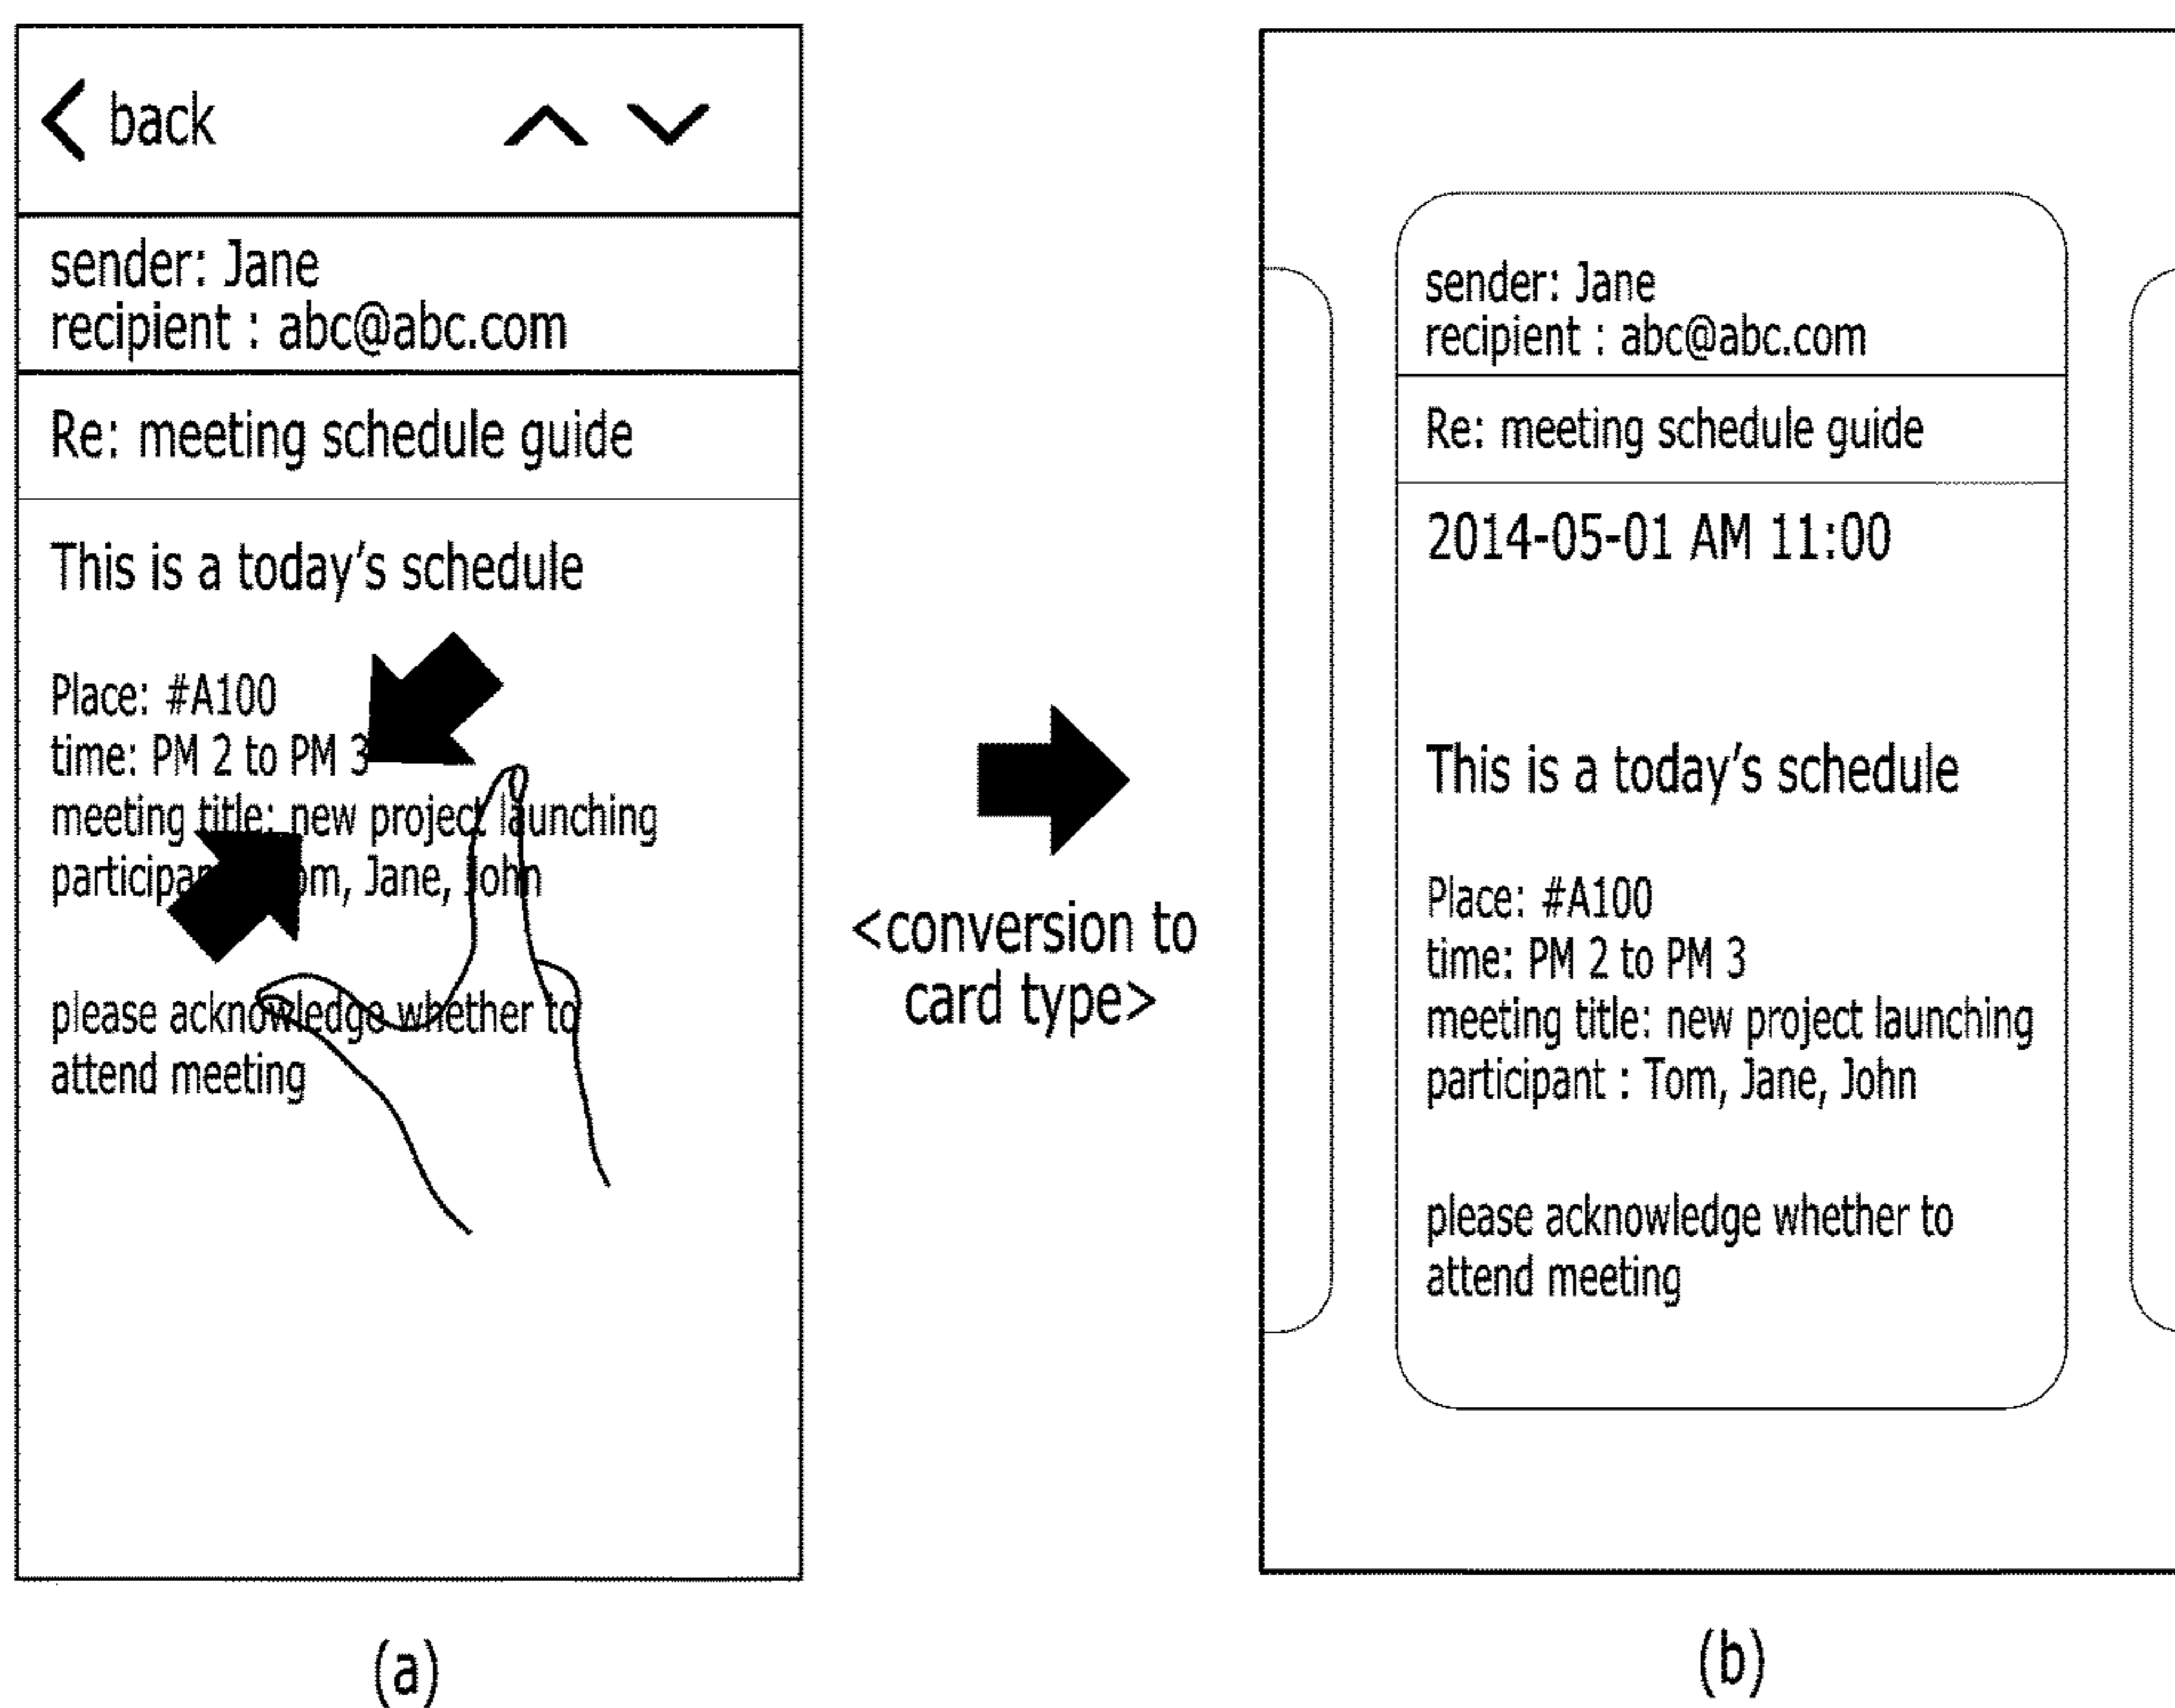 back
sender: Jane
recipient : abc@abc.com
Re: meeting schedule guide
This is a today's schedule
Place: #A100
time: PM 2 to PM 3
meeting title: new project launching
Jane, John
please acknowledge whether to
attend meeting
(a)
<conversion to
card type>
sender: Jane
recipient : abc@abc.com
Re: meeting schedule guide
2014-05-01 AM 11:00
This is a today's schedule
Place: #A100
time: PM 2 to PM 3
meeting title: new project launching
participant : Tom, Jane, John
please acknowledge whether to
attend meeting
(b)